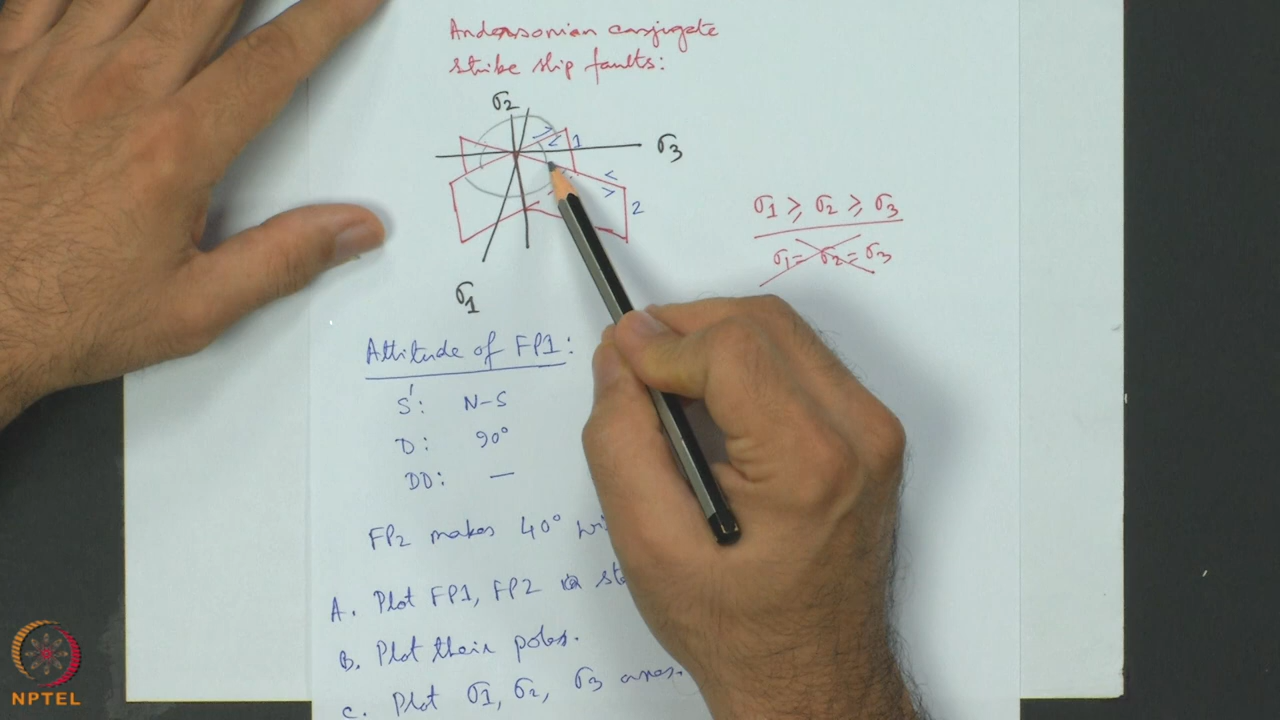 Andersonian conjugate
strike slip faults:
σ2
σ3
1
2
σ1
σ1 ⩾ σ2 ⩾ σ3
σ1 = σ2 = σ3
Attitude of FP1:
S': N-S
D: 90°
DD: —
FP2 makes 40°
A. Plot FP1, FP2
B. Plot their poles.
C. Plot σ1, σ2, σ3 axes.
NPTEL